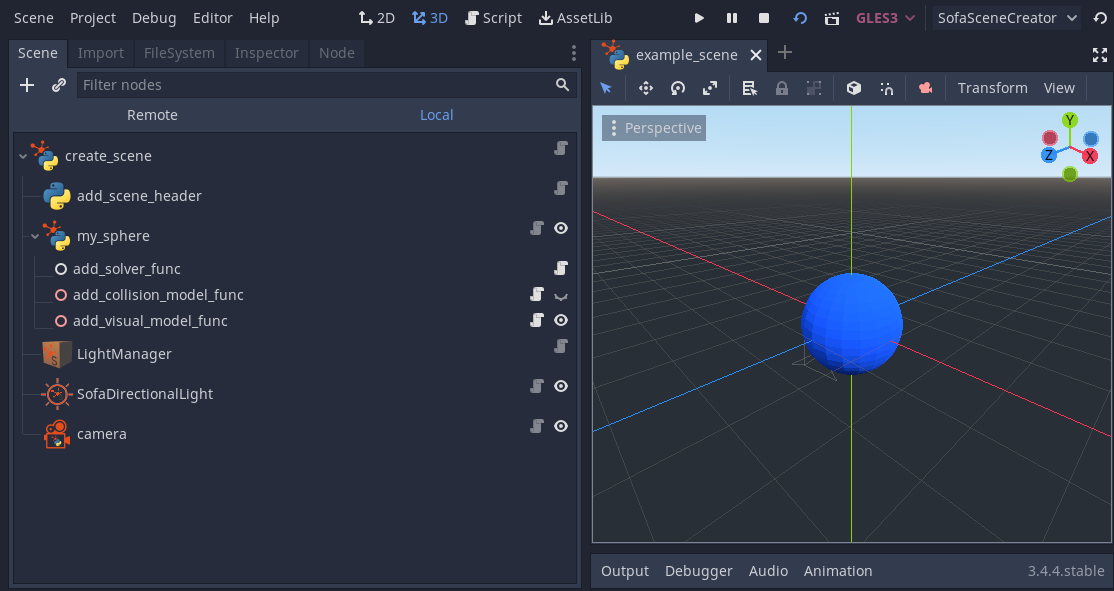 Scene Project Debug Editor Help 2D 3D Script AssetLib GLES3 SofaSceneCreator
Scene Import FileSystem Inspector Node
example_scene
Filter nodes
Transform View
Remote Local
Perspective
Y
X
Z
create_scene
add_scene_header
my_sphere
add_solver_func
add_collision_model_func
add_visual_model_func
LightManager
SofaDirectionalLight
camera
Output Debugger Audio Animation 3.4.4.stable